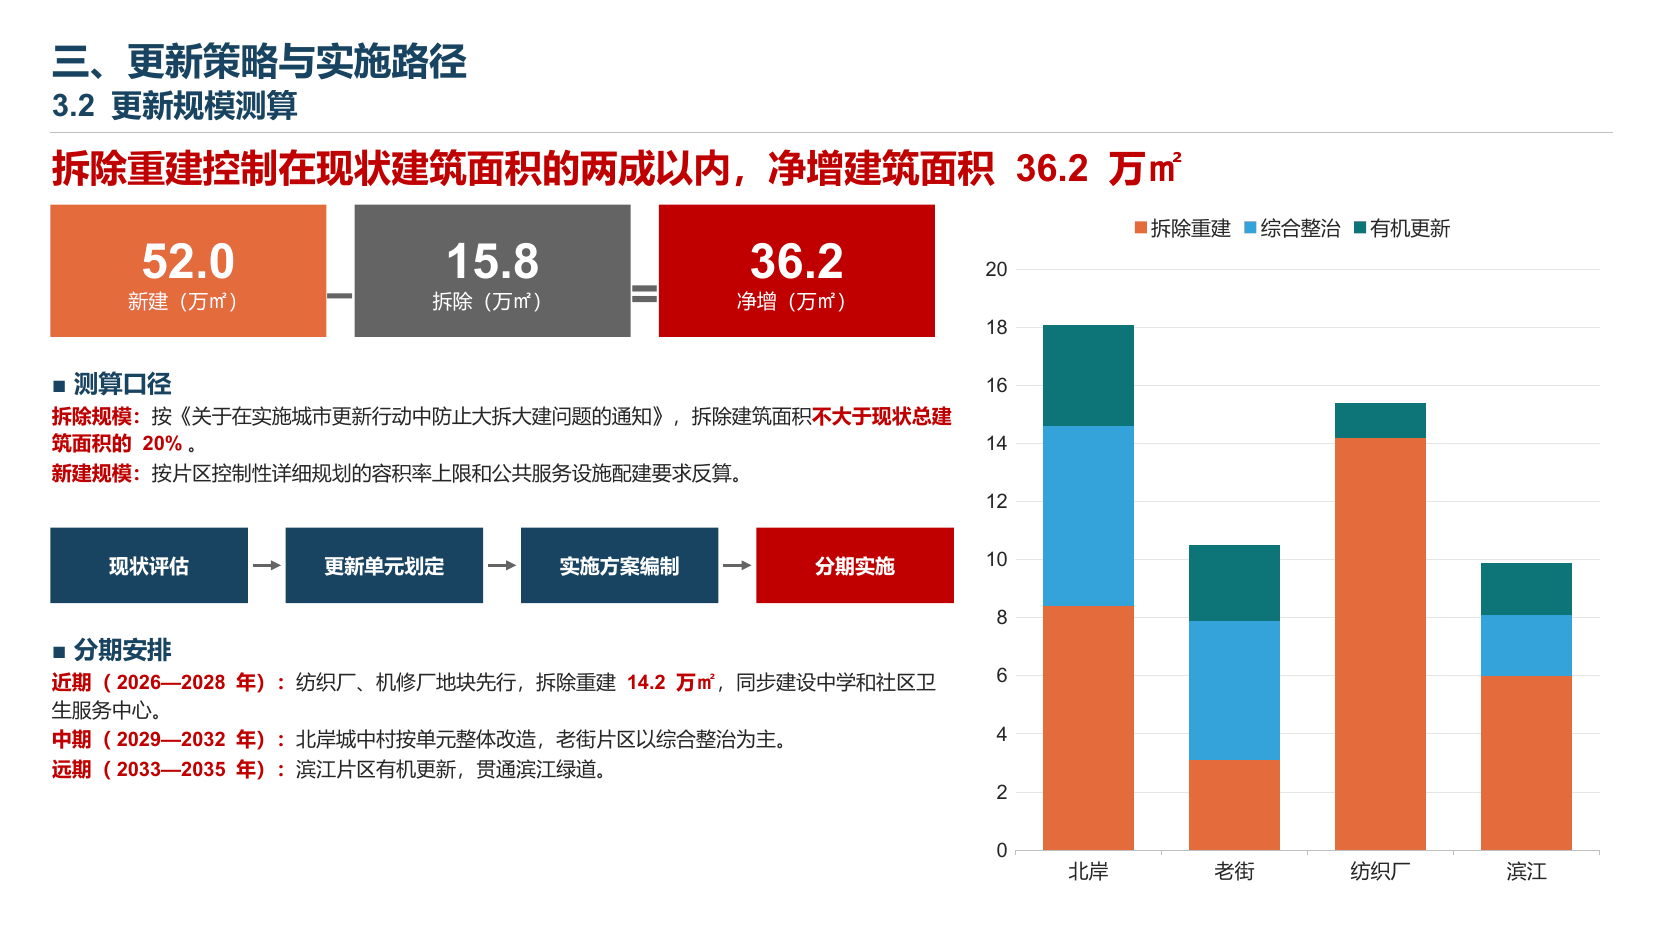 三、更新策略与实施路径
3.2 更新规模测算
拆除重建控制在现状建筑面积的两成以内，净增建筑面积 36.2 万㎡
52.0
新建（万㎡）
—
15.8
拆除（万㎡）
=
36.2
净增（万㎡）
■ 测算口径
拆除规模：按《关于在实施城市更新行动中防止大拆大建问题的通知》，拆除建筑面积不大于现状总建
筑面积的 20% 。
新建规模：按片区控制性详细规划的容积率上限和公共服务设施配建要求反算。
现状评估
更新单元划定
实施方案编制
分期实施
■ 分期安排
近期（2026—2028 年）：纺织厂、机修厂地块先行，拆除重建 14.2 万㎡，同步建设中学和社区卫
生服务中心。
中期（2029—2032 年）：北岸城中村按单元整体改造，老街片区以综合整治为主。
远期（2033—2035 年）：滨江片区有机更新，贯通滨江绿道。
拆除重建 综合整治 有机更新
20
18
16
14
12
10
8
6
4
2
0
北岸 老街 纺织厂 滨江